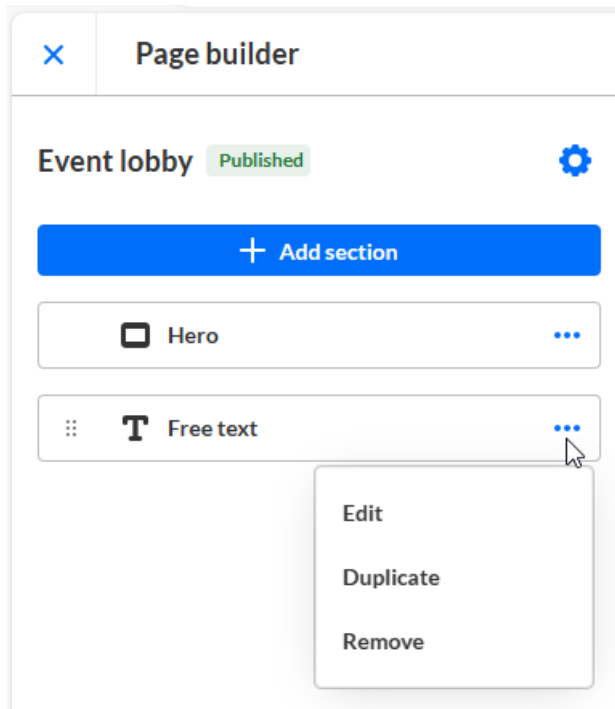 Page builder
Event lobby Published
Add section
Hero
Free text
Edit
Duplicate
Remove